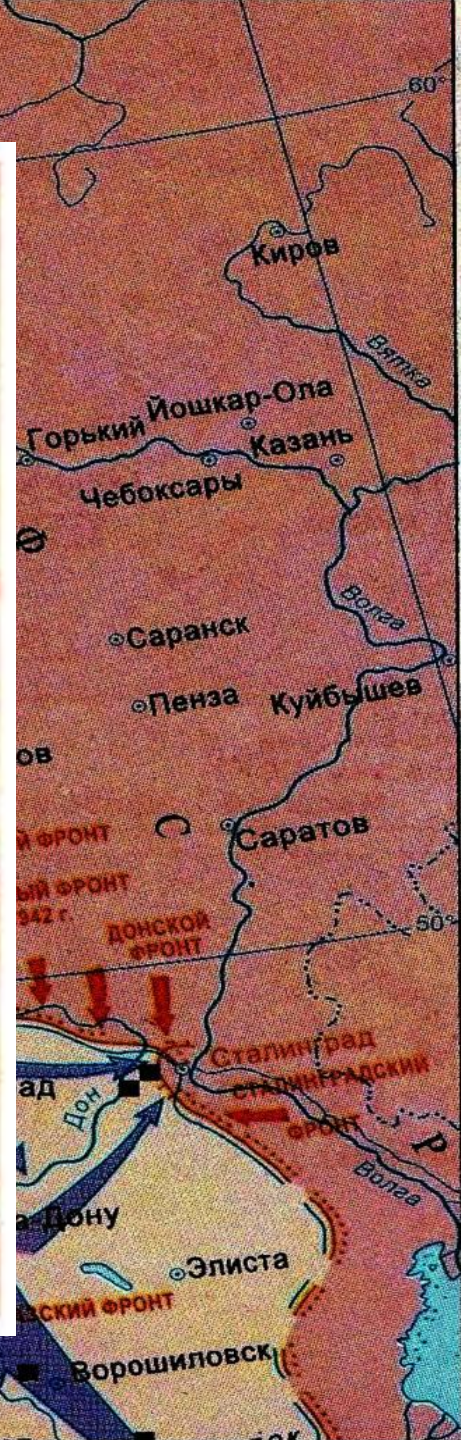 60°
Киров
Вятка
Йошкар-Ола
Горький
Казань
Чебоксары
Ф
Волга
Саранск
Пенза
Куйбышев
ов
С
Саратов
Й ФРОНТ
ЫЙ ФРОНТ
942 г.
ДОНСКОЙ
ФРОНТ
50°
Сталинград
СТАЛИНГРАДСКИЙ
ФРОНТ
ад
Дон
Р
Волга
а-Дону
Элиста
ЗСКИЙ ФРОНТ
Ворошиловск